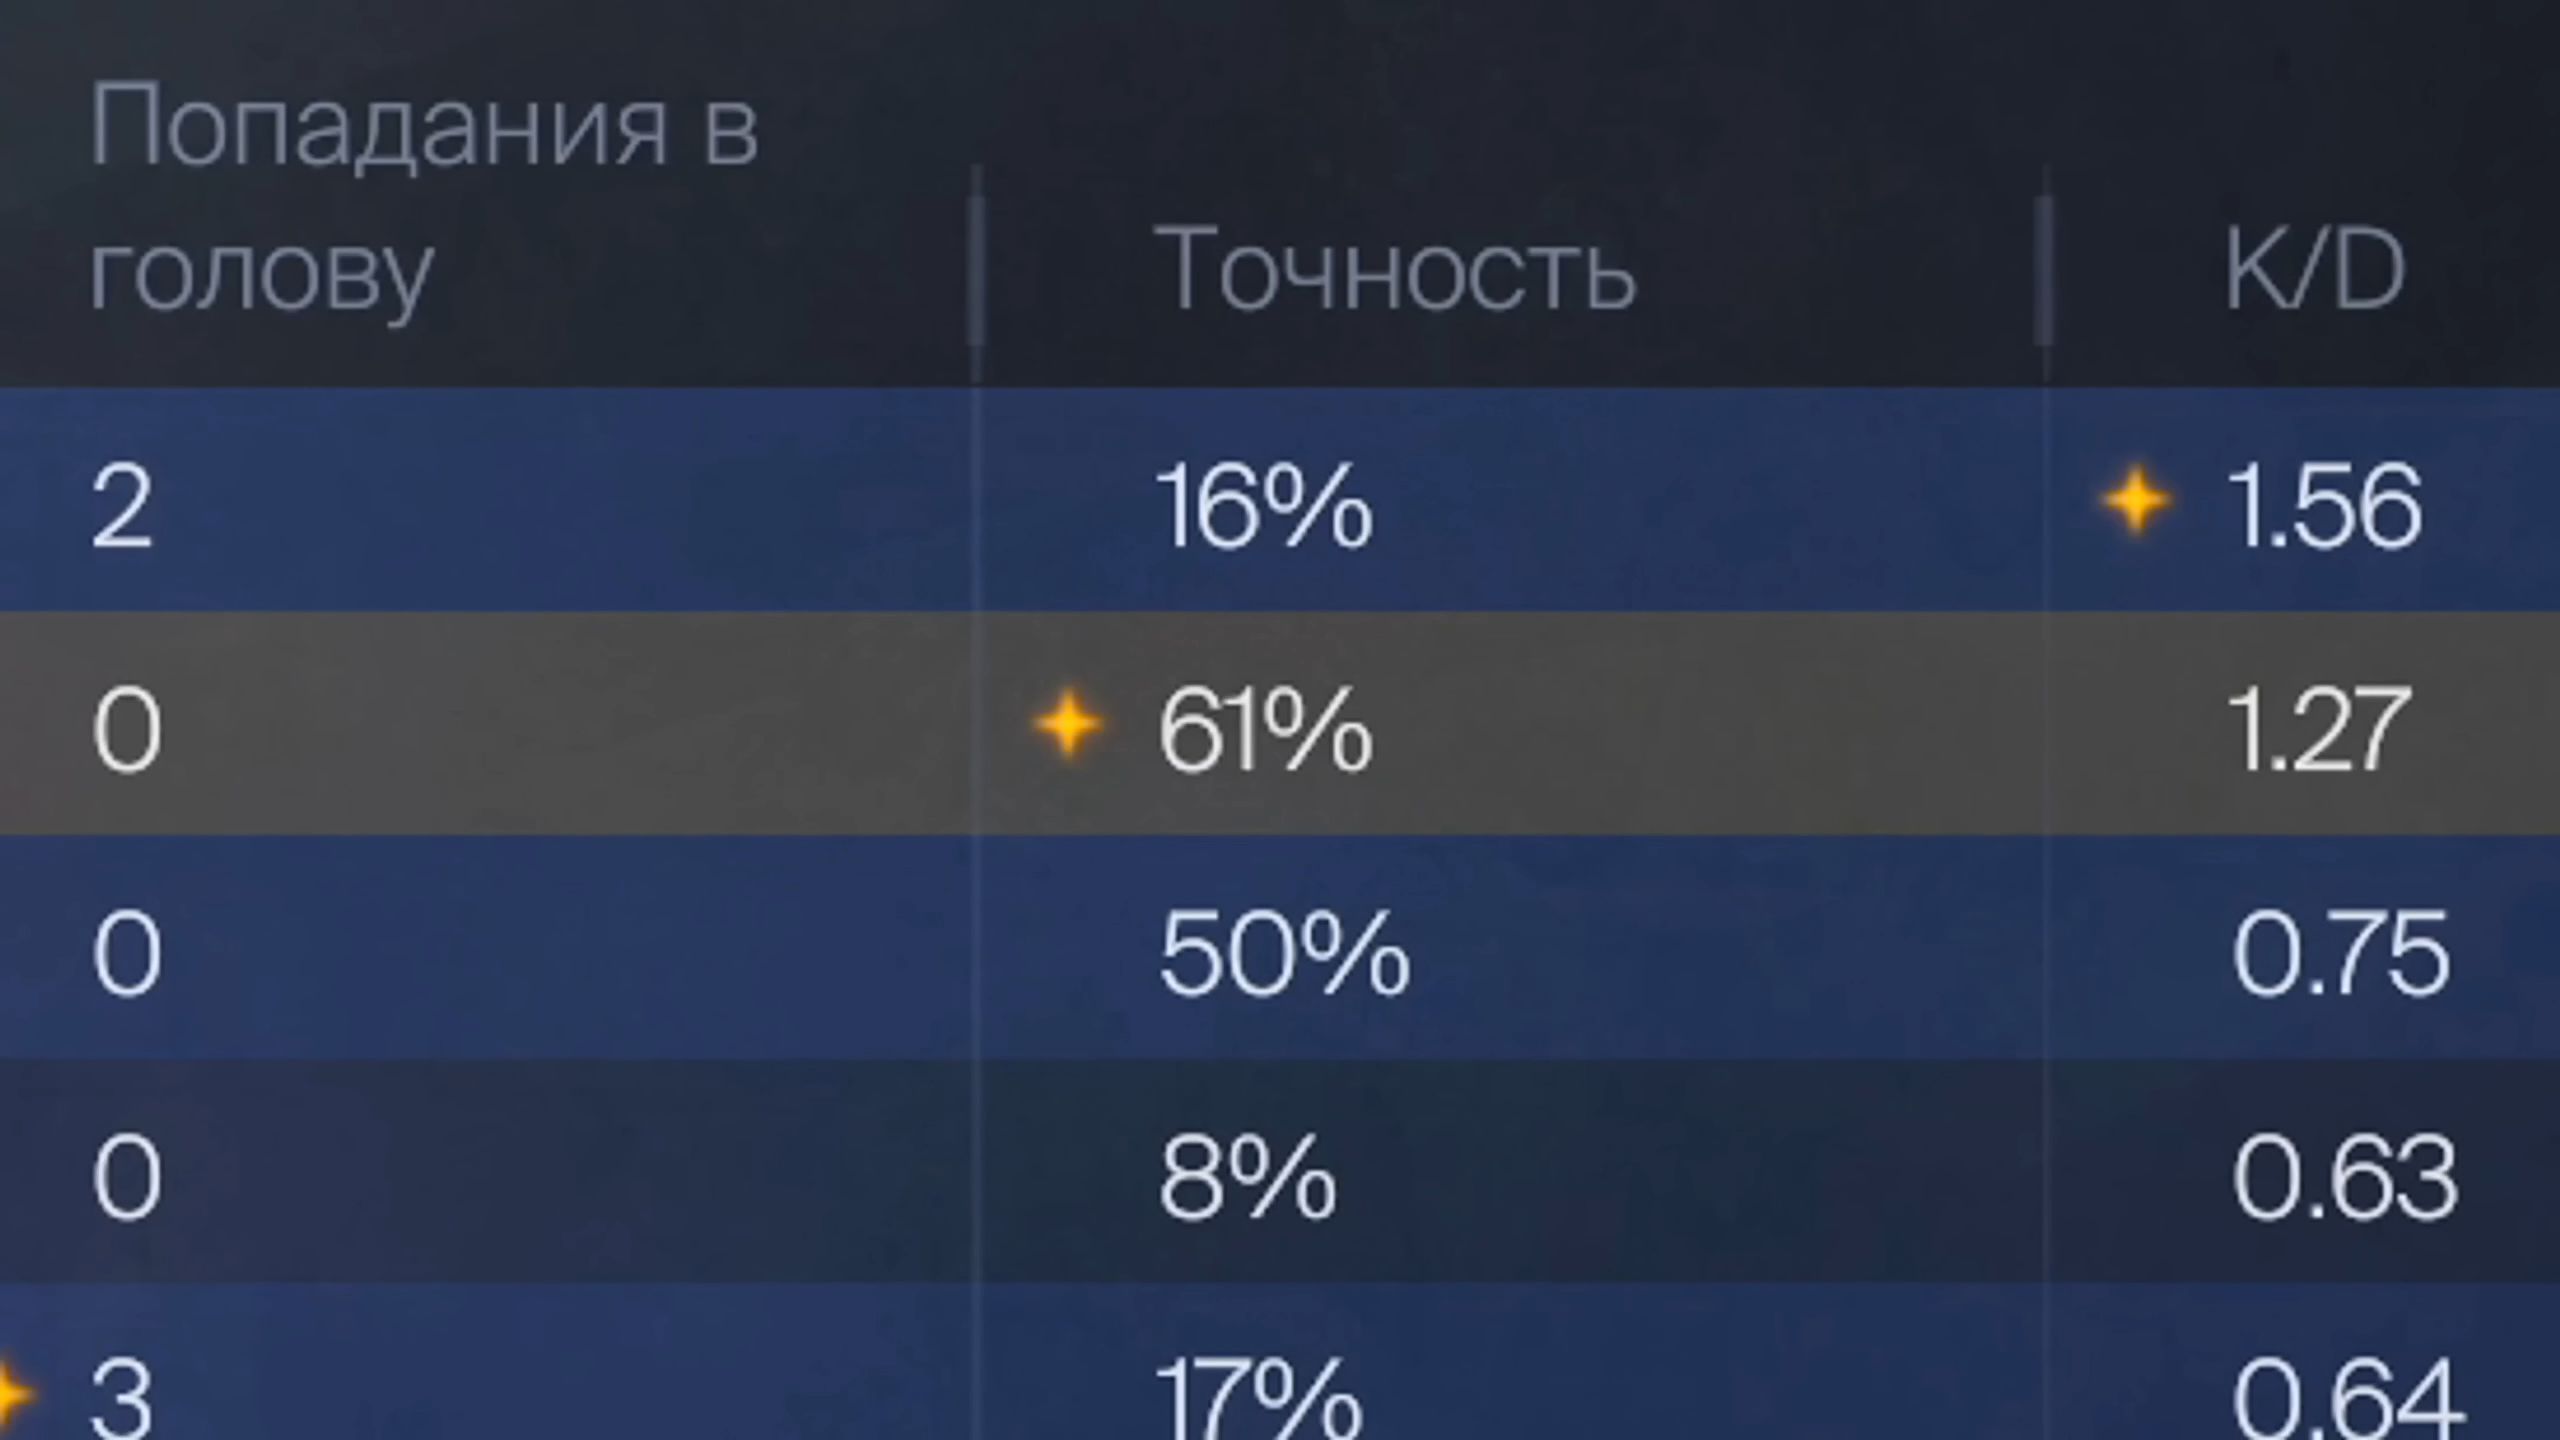 Попадания в
голову
Точность
K/D
2 16% 1.56
0 61% 1.27
0 50% 0.75
0 8% 0.63
3 17% 0.64